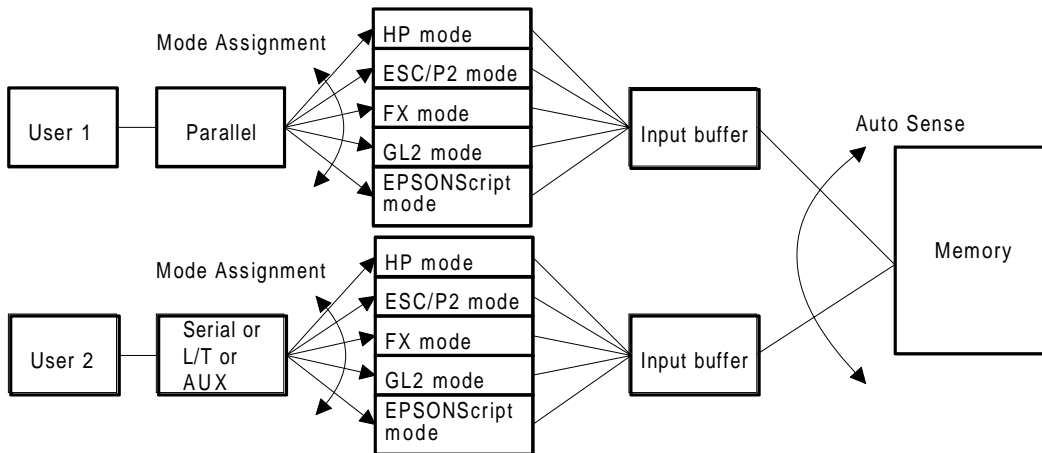 Mode Assignment
User 1
Parallel
HP mode
ESC/P2 mode
FX mode
GL2 mode
EPSONScript
mode
Input buffer
Auto Sense
Memory
Mode Assignment
User 2
Serial or
L/T or
AUX
HP mode
ESC/P2 mode
FX mode
GL2 mode
EPSONScript
mode
Input buffer